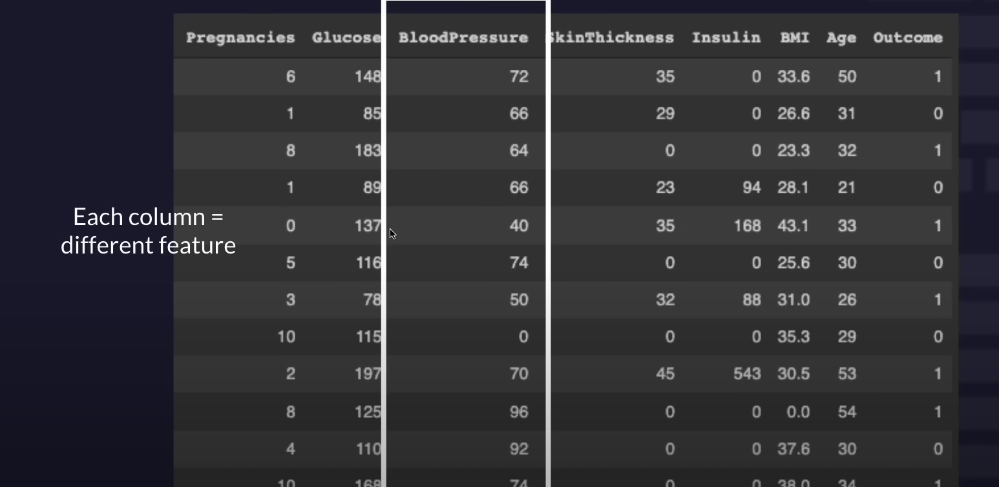 Pregnancies Glucose BloodPressure SkinThickness Insulin BMI Age Outcome
6 148 72 35 0 33.6 50 1
1 85 66 29 0 26.6 31 0
8 183 64 0 0 23.3 32 1
1 89 66 23 94 28.1 21 0
Each column =
different feature
0 137 40 35 168 43.1 33 1
5 116 74 0 0 25.6 30 0
3 78 50 32 88 31.0 26 1
10 115 0 0 0 35.3 29 0
2 197 70 45 543 30.5 53 1
8 125 96 0 0 0.0 54 1
4 110 92 0 0 37.6 30 0
10 168 74 0 0 38.0 34 1